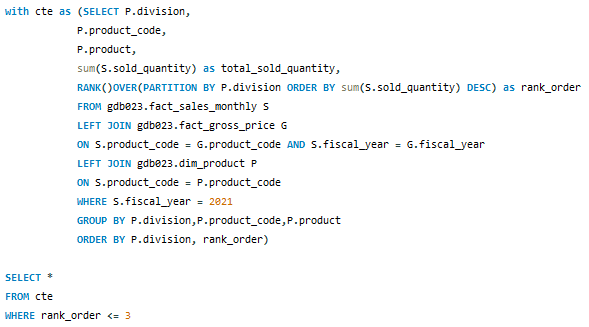 with cte as (SELECT P.division,
P.product_code,
P.product,
sum(S.sold_quantity) as total_sold_quantity,
RANK()OVER(PARTITION BY P.division ORDER BY sum(S.sold_quantity) DESC) as rank_order
FROM gdb023.fact_sales_monthly S
LEFT JOIN gdb023.fact_gross_price G
ON S.product_code = G.product_code AND S.fiscal_year = G.fiscal_year
LEFT JOIN gdb023.dim_product P
ON S.product_code = P.product_code
WHERE S.fiscal_year = 2021
GROUP BY P.division,P.product_code,P.product
ORDER BY P.division, rank_order)
SELECT *
FROM cte
WHERE rank_order <= 3